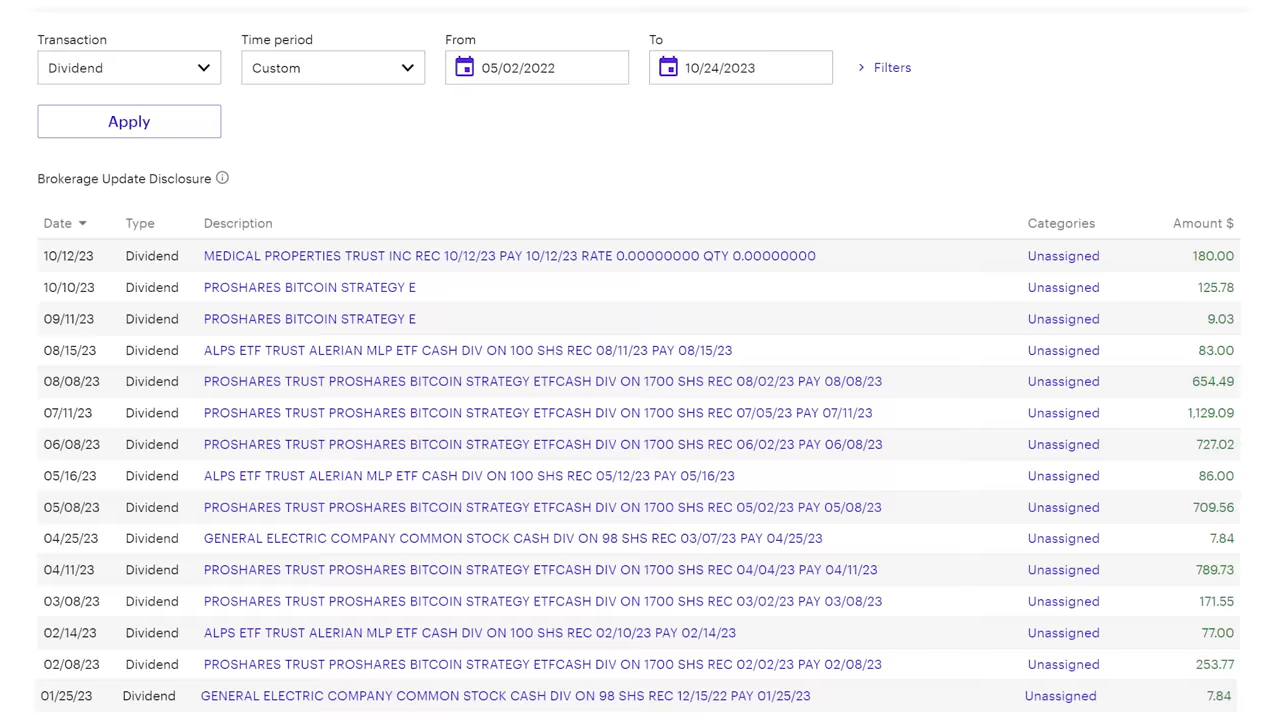 Transaction Time period From To
Dividend Custom 05/02/2022 10/24/2023 Filters
Apply
Brokerage Update Disclosure
Date Type Description Categories Amount $
10/12/23 Dividend MEDICAL PROPERTIES TRUST INC REC 10/12/23 PAY 10/12/23 RATE 0.00000000 QTY 0.00000000 Unassigned 180.00
10/10/23 Dividend PROSHARES BITCOIN STRATEGY E Unassigned 125.78
09/11/23 Dividend PROSHARES BITCOIN STRATEGY E Unassigned 9.03
08/15/23 Dividend ALPS ETF TRUST ALERIAN MLP ETF CASH DIV ON 100 SHS REC 08/11/23 PAY 08/15/23 Unassigned 83.00
08/08/23 Dividend PROSHARES TRUST PROSHARES BITCOIN STRATEGY ETFCASH DIV ON 1700 SHS REC 08/02/23 PAY 08/08/23 Unassigned 654.49
07/11/23 Dividend PROSHARES TRUST PROSHARES BITCOIN STRATEGY ETFCASH DIV ON 1700 SHS REC 07/05/23 PAY 07/11/23 Unassigned 1,129.09
06/08/23 Dividend PROSHARES TRUST PROSHARES BITCOIN STRATEGY ETFCASH DIV ON 1700 SHS REC 06/02/23 PAY 06/08/23 Unassigned 727.02
05/16/23 Dividend ALPS ETF TRUST ALERIAN MLP ETF CASH DIV ON 100 SHS REC 05/12/23 PAY 05/16/23 Unassigned 86.00
05/08/23 Dividend PROSHARES TRUST PROSHARES BITCOIN STRATEGY ETFCASH DIV ON 1700 SHS REC 05/02/23 PAY 05/08/23 Unassigned 709.56
04/25/23 Dividend GENERAL ELECTRIC COMPANY COMMON STOCK CASH DIV ON 98 SHS REC 03/07/23 PAY 04/25/23 Unassigned 7.84
04/11/23 Dividend PROSHARES TRUST PROSHARES BITCOIN STRATEGY ETFCASH DIV ON 1700 SHS REC 04/04/23 PAY 04/11/23 Unassigned 789.73
03/08/23 Dividend PROSHARES TRUST PROSHARES BITCOIN STRATEGY ETFCASH DIV ON 1700 SHS REC 03/02/23 PAY 03/08/23 Unassigned 171.55
02/14/23 Dividend ALPS ETF TRUST ALERIAN MLP ETF CASH DIV ON 100 SHS REC 02/10/23 PAY 02/14/23 Unassigned 77.00
02/08/23 Dividend PROSHARES TRUST PROSHARES BITCOIN STRATEGY ETFCASH DIV ON 1700 SHS REC 02/02/23 PAY 02/08/23 Unassigned 253.77
01/25/23 Dividend GENERAL ELECTRIC COMPANY COMMON STOCK CASH DIV ON 98 SHS REC 12/15/22 PAY 01/25/23 Unassigned 7.84